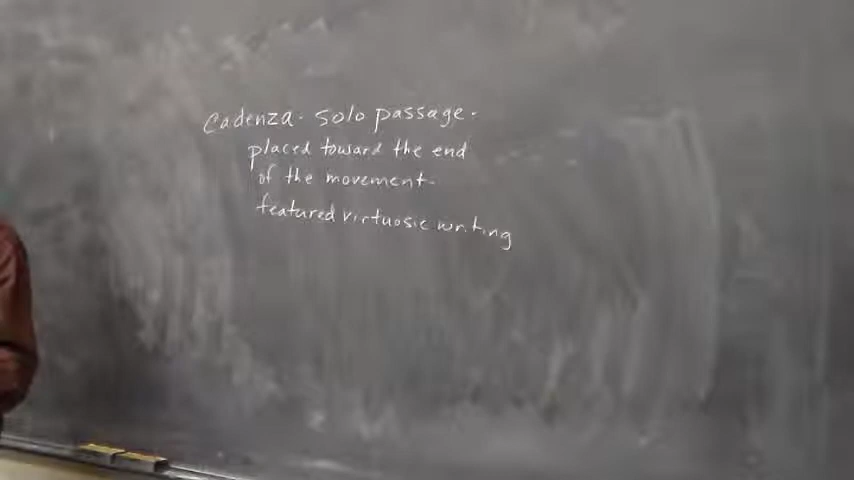 Cadenza - solo passage -
placed toward the end
of the movement -
featured virtuosic writing